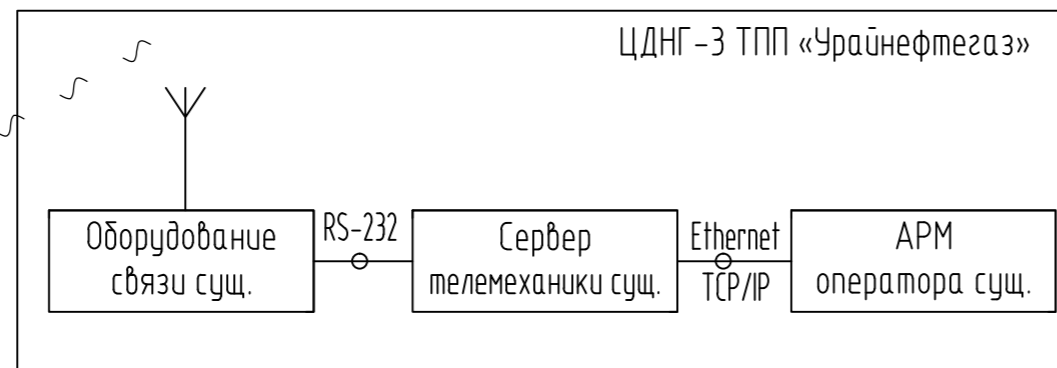 ЦДНГ-3 ТПП «Урайнефтегаз»
Оборудование
связи сущ.
RS-232
Сервер
телемеханики сущ.
Ethernet
TCP/IP
АРМ
оператора сущ.